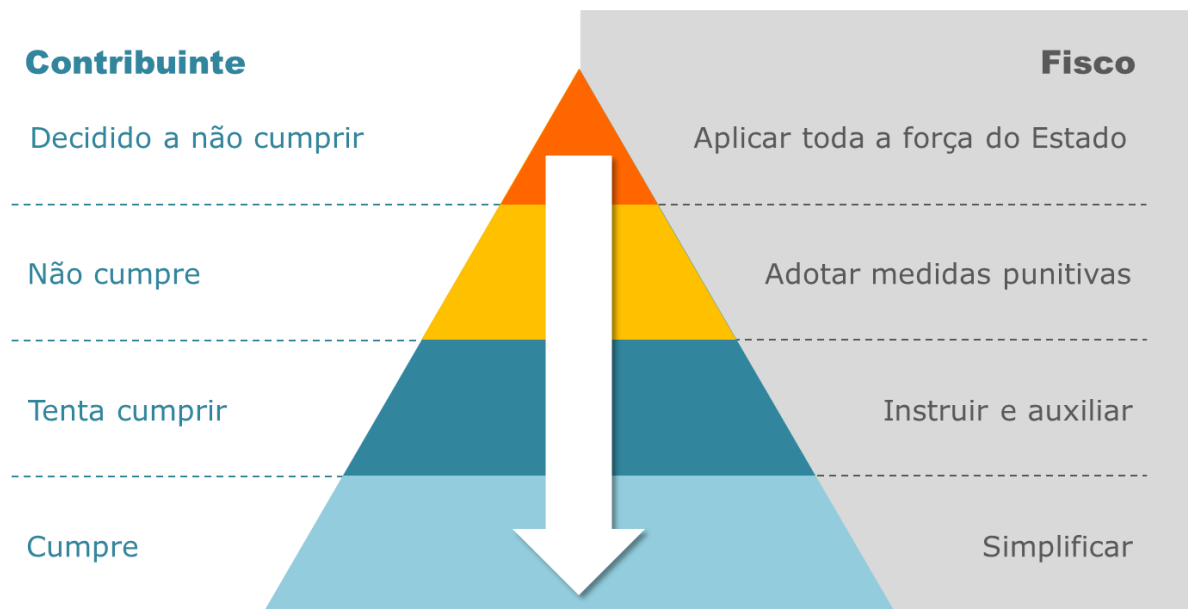 Contribuinte
Fisco
Decidido a não cumprir
Aplicar toda a força do Estado
Não cumpre
Adotar medidas punitivas
Tenta cumprir
Instruir e auxiliar
Cumpre
Simplificar